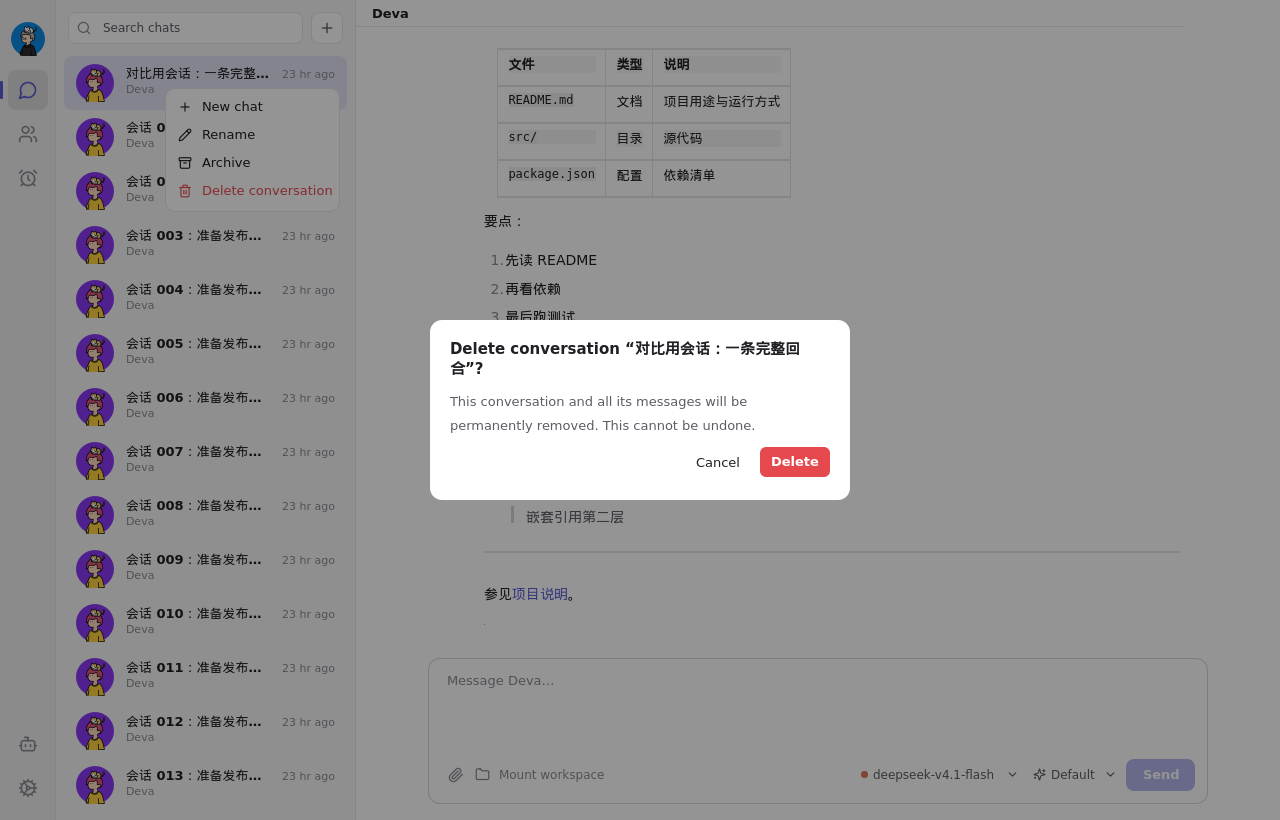 Search chats
对比用会话：一条完整…
23 hr ago
Deva
New chat
Rename
Archive
Delete conversation
会话 0
Deva
会话 0
Deva
会话 003：准备发布…
23 hr ago
Deva
会话 004：准备发布…
23 hr ago
Deva
会话 005：准备发布…
23 hr ago
Deva
会话 006：准备发布…
23 hr ago
Deva
会话 007：准备发布…
23 hr ago
Deva
会话 008：准备发布…
23 hr ago
Deva
会话 009：准备发布…
23 hr ago
Deva
会话 010：准备发布…
23 hr ago
Deva
会话 011：准备发布…
23 hr ago
Deva
会话 012：准备发布…
23 hr ago
Deva
会话 013：准备发布…
23 hr ago
Deva
Deva
文件 类型 说明
README.md 文档 项目用途与运行方式
src/ 目录 源代码
package.json 配置 依赖清单
要点：
1. 先读 README
2. 再看依赖
3. 最后跑测试
Delete conversation “对比用会话：一条完整回
合”?
This conversation and all its messages will be
permanently removed. This cannot be undone.
Cancel
Delete
嵌套引用第二层
参见项目说明。
Message Deva…
Mount workspace
deepseek-v4.1-flash
Default
Send